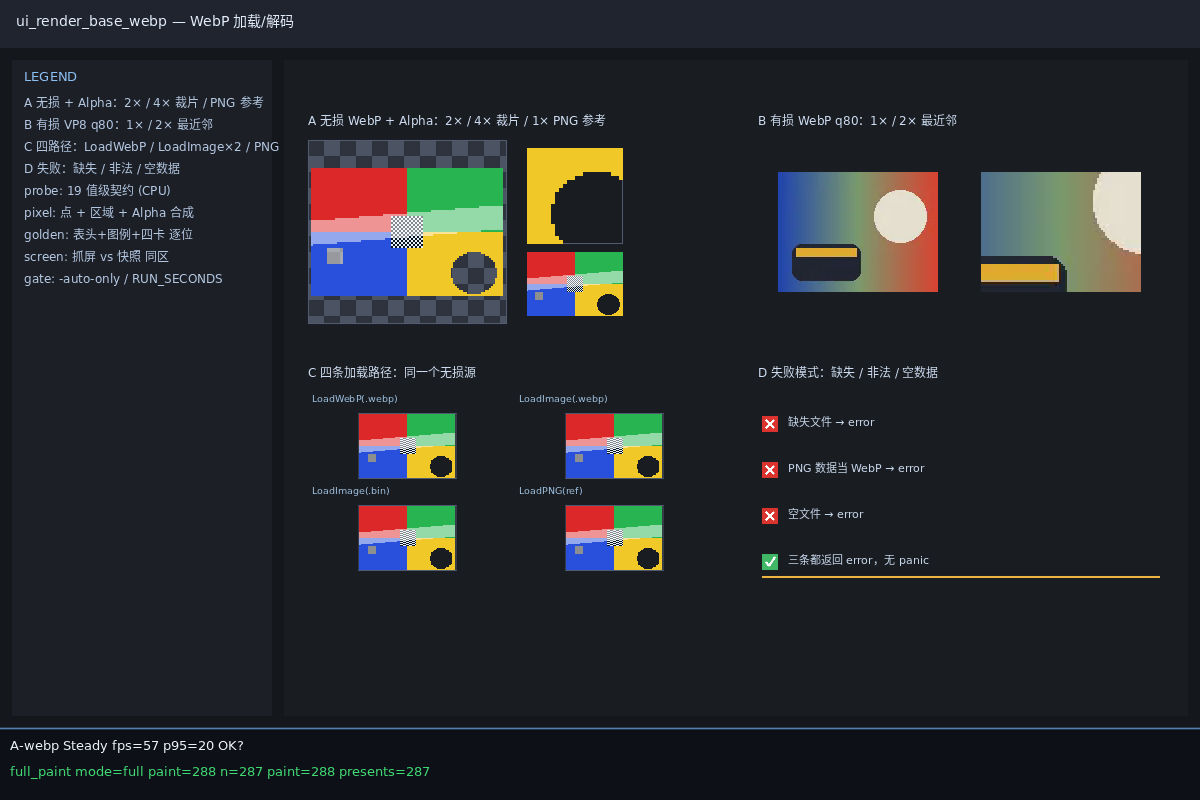 ui_render_base_webp — WebP 加载/解码
LEGEND
A 无损 + Alpha：2× / 4× 裁片 / PNG 参考
B 有损 VP8 q80：1× / 2× 最近邻
C 四路径：LoadWebP / LoadImage×2 / PNG
D 失败：缺失 / 非法 / 空数据
probe: 19 值级契约 (CPU)
pixel: 点 + 区域 + Alpha 合成
golden: 表头+图例+四卡 逐位
screen: 抓屏 vs 快照 同区
gate: -auto-only / RUN_SECONDS
A 无损 WebP + Alpha：2× / 4× 裁片 / 1× PNG 参考
B 有损 WebP q80：1× / 2× 最近邻
C 四条加载路径：同一个无损源
LoadWebP(.webp)
LoadImage(.webp)
LoadImage(.bin)
LoadPNG(ref)
D 失败模式：缺失 / 非法 / 空数据
缺失文件 → error
PNG 数据当 WebP → error
空文件 → error
三条都返回 error，无 panic
A-webp Steady fps=57 p95=20 OK?
full_paint mode=full paint=288 n=287 paint=288 presents=287